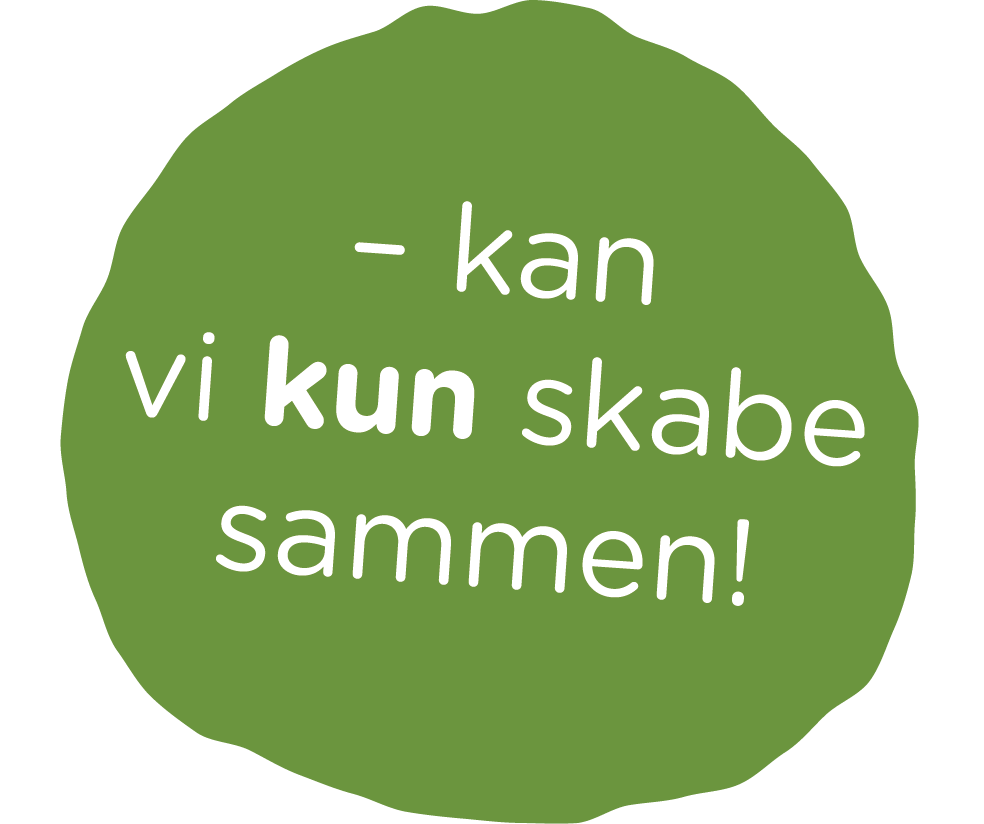 – kan
vi kun skabe
sammen!